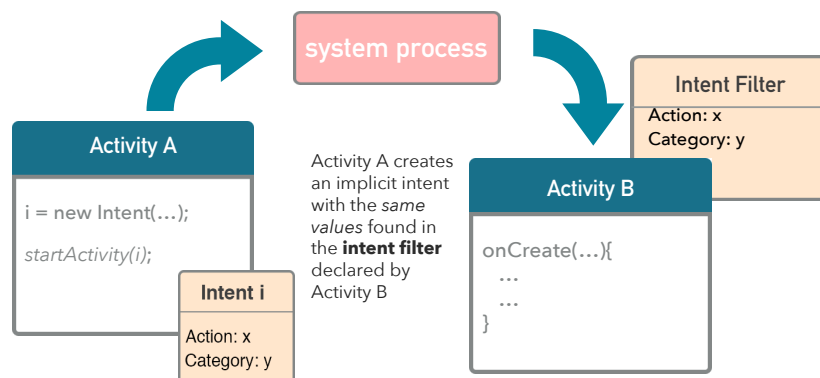 system process
Activity A
i = new Intent(...);
startActivity(i);
Intent i
Action: x
Category: y
Activity A creates
an implicit intent
with the same
values found in
the intent filter
declared by
Activity B
Intent Filter
Action: x
Category: y
Activity B
onCreate(...){
...
...
}